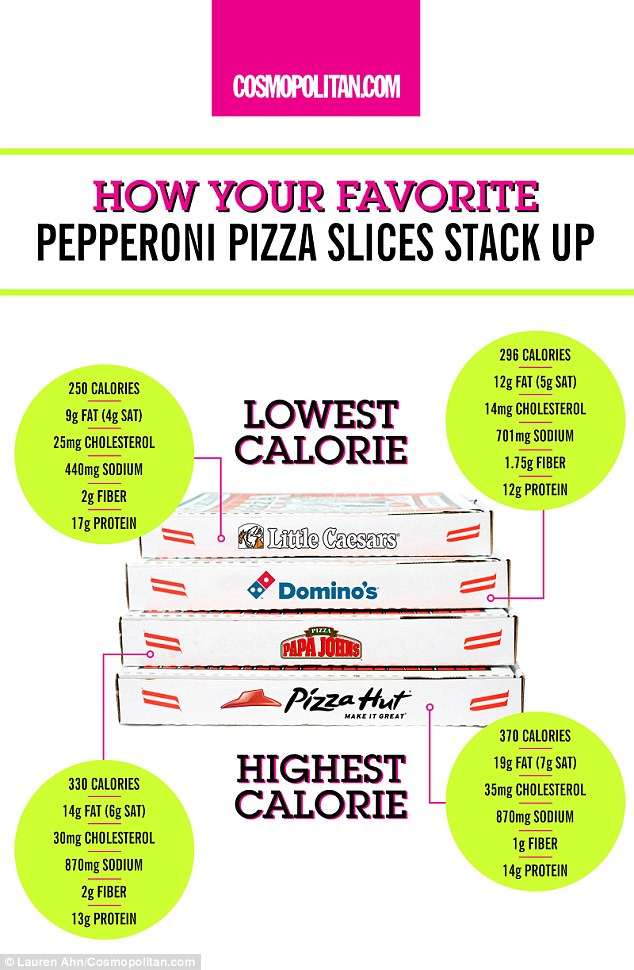 COSMOPOLITAN.COM
HOW YOUR FAVORITE
PEPPERONI PIZZA SLICES STACK UP
250 CALORIES
9g FAT (4g SAT)
25mg CHOLESTEROL
440mg SODIUM
2g FIBER
17g PROTEIN
LOWEST
CALORIE
296 CALORIES
12g FAT (5g SAT)
14mg CHOLESTEROL
701mg SODIUM
1.75g FIBER
12g PROTEIN
Little Caesars®
Domino's
PIZZA
PAPA JOHNS
Pizza Hut
MAKE IT GREAT
330 CALORIES
14g FAT (6g SAT)
30mg CHOLESTEROL
870mg SODIUM
2g FIBER
13g PROTEIN
HIGHEST
CALORIE
370 CALORIES
19g FAT (7g SAT)
35mg CHOLESTEROL
870mg SODIUM
1g FIBER
14g PROTEIN
© Lauren Ahn/Cosmopolitan.com